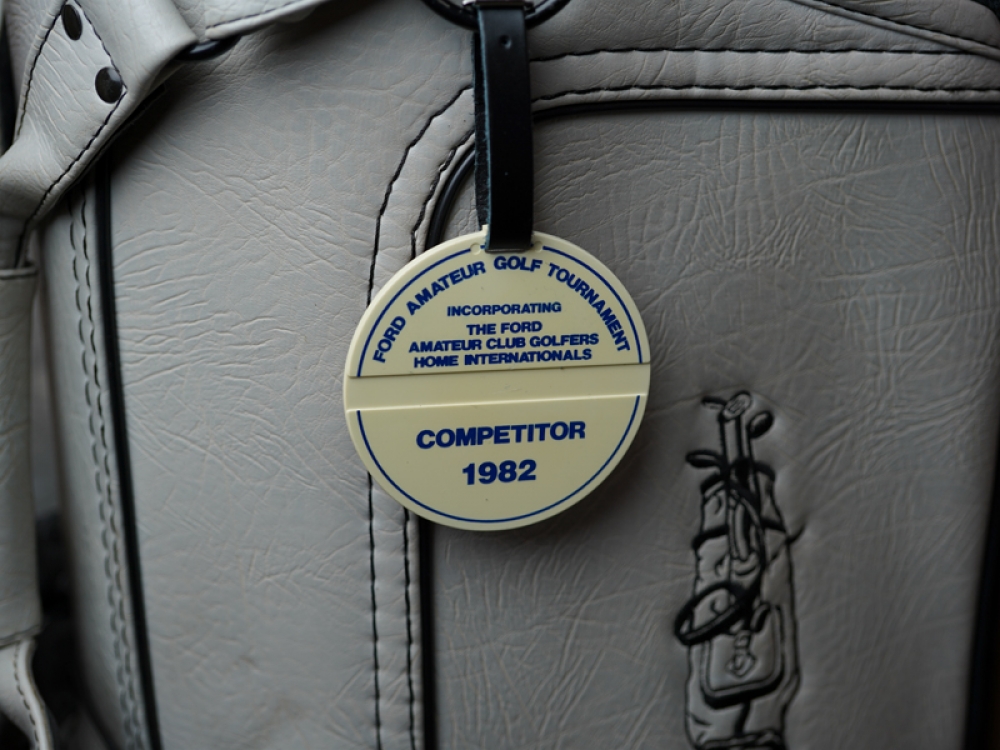 FORD AMATEUR GOLF TOURNAMENT
INCORPORATING
THE FORD
AMATEUR CLUB GOLFERS
HOME INTERNATIONALS
COMPETITOR
1982